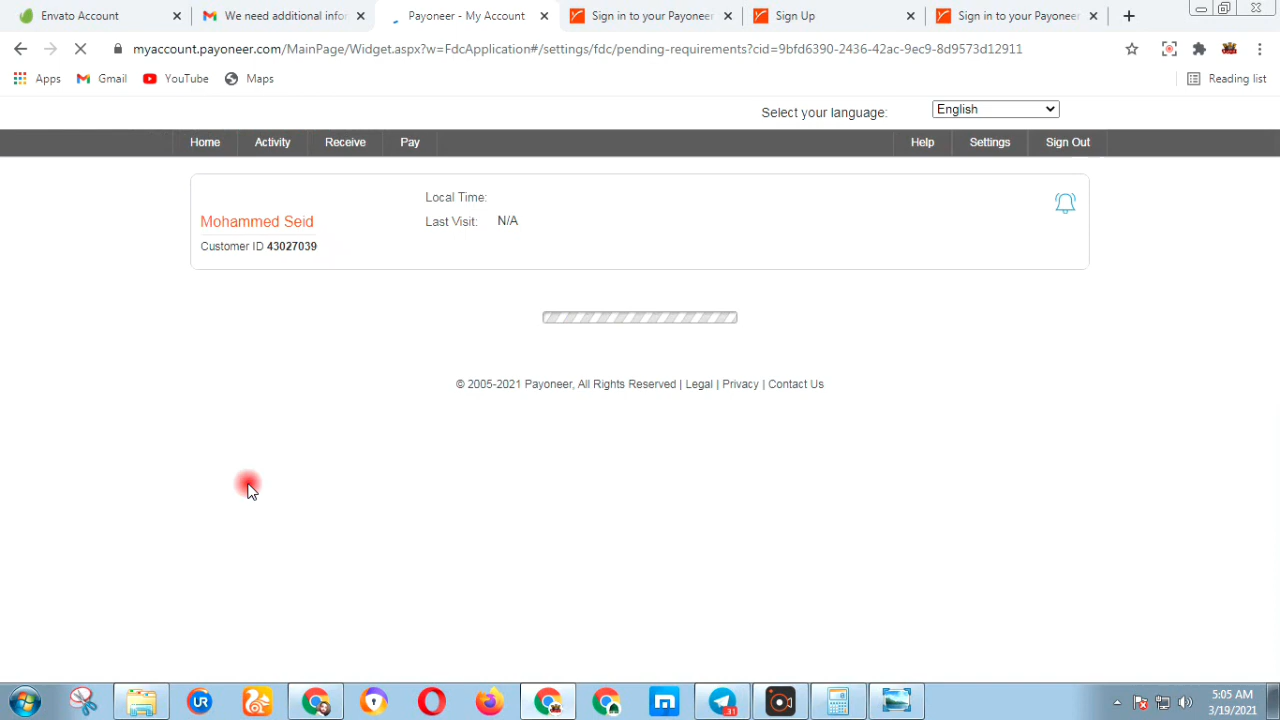 Envato Account
We need additional infor
Payoneer - My Account
Sign in to your Payoneer
Sign Up
Sign in to your Payoneer
myaccount.payoneer.com/MainPage/Widget.aspx?w=FdcApplication#/settings/fdc/pending-requirements?cid=9bfd6390-2436-42ac-9ec9-8d9573d12911
Apps
Gmail
YouTube
Maps
Reading list
Select your language:
English
Home
Activity
Receive
Pay
Help
Settings
Sign Out
Local Time:
Mohammed Seid
Last Visit: N/A
Customer ID 43027039
© 2005-2021 Payoneer, All Rights Reserved | Legal | Privacy | Contact Us
UR
31
5:05 AM
3/19/2021